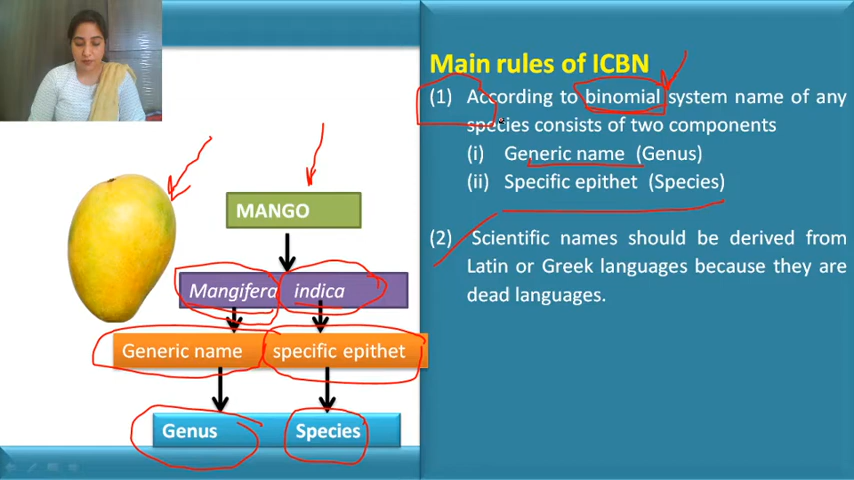 Main rules of ICBN
(1) According to binomial system name of any
species consists of two components
(i) Generic name (Genus)
(ii) Specific epithet (Species)
(2) Scientific names should be derived from
Latin or Greek languages because they are
dead languages.
MANGO
Mangifera indica
Generic name specific epithet
Genus Species